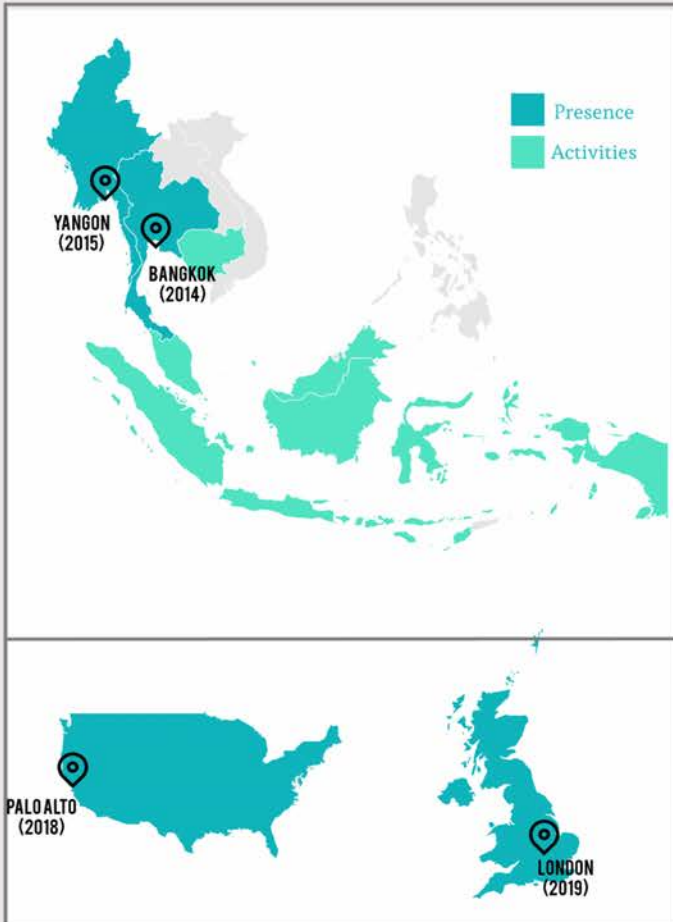 Presence
Activities
YANGON
(2015)
BANGKOK
(2014)
PALO ALTO
(2018)
LONDON
(2019)